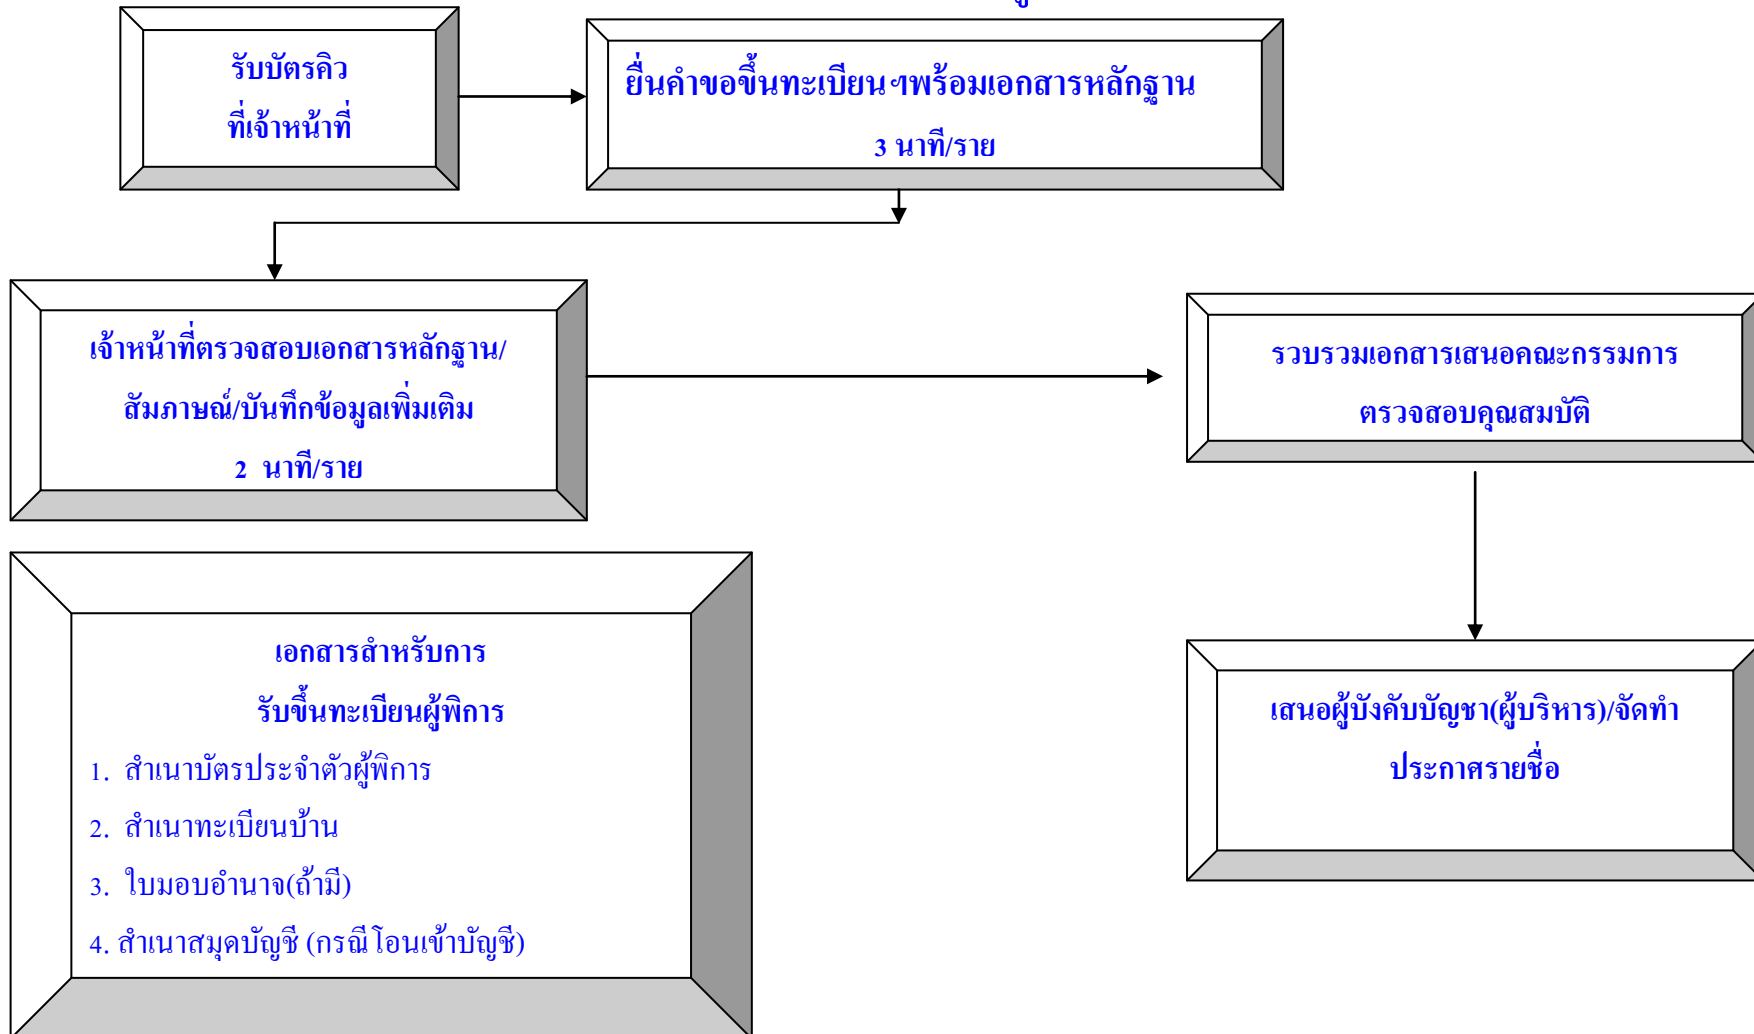 รับบัตรคิว
ที่เจ้าหน้าที่
ยื่นคำขอขึ้นทะเบียนฯพร้อมเอกสารหลักฐาน
3 นาที/ราย
เจ้าหน้าที่ตรวจสอบเอกสารหลักฐาน/
สัมภาษณ์/บันทึกข้อมูลเพิ่มเติม
2 นาที/ราย
รวบรวมเอกสารเสนอคณะกรรมการ
ตรวจสอบคุณสมบัติ
เสนอผู้บังคับบัญชา(ผู้บริหาร)/จัดทำ
ประกาศรายชื่อ
เอกสารสำหรับการ
รับขึ้นทะเบียนผู้พิการ
1. สำเนาบัตรประจำตัวผู้พิการ
2. สำเนาทะเบียนบ้าน
3. ใบมอบอำนาจ(ถ้ามี)
4. สำเนาสมุดบัญชี (กรณีโอนเข้าบัญชี)